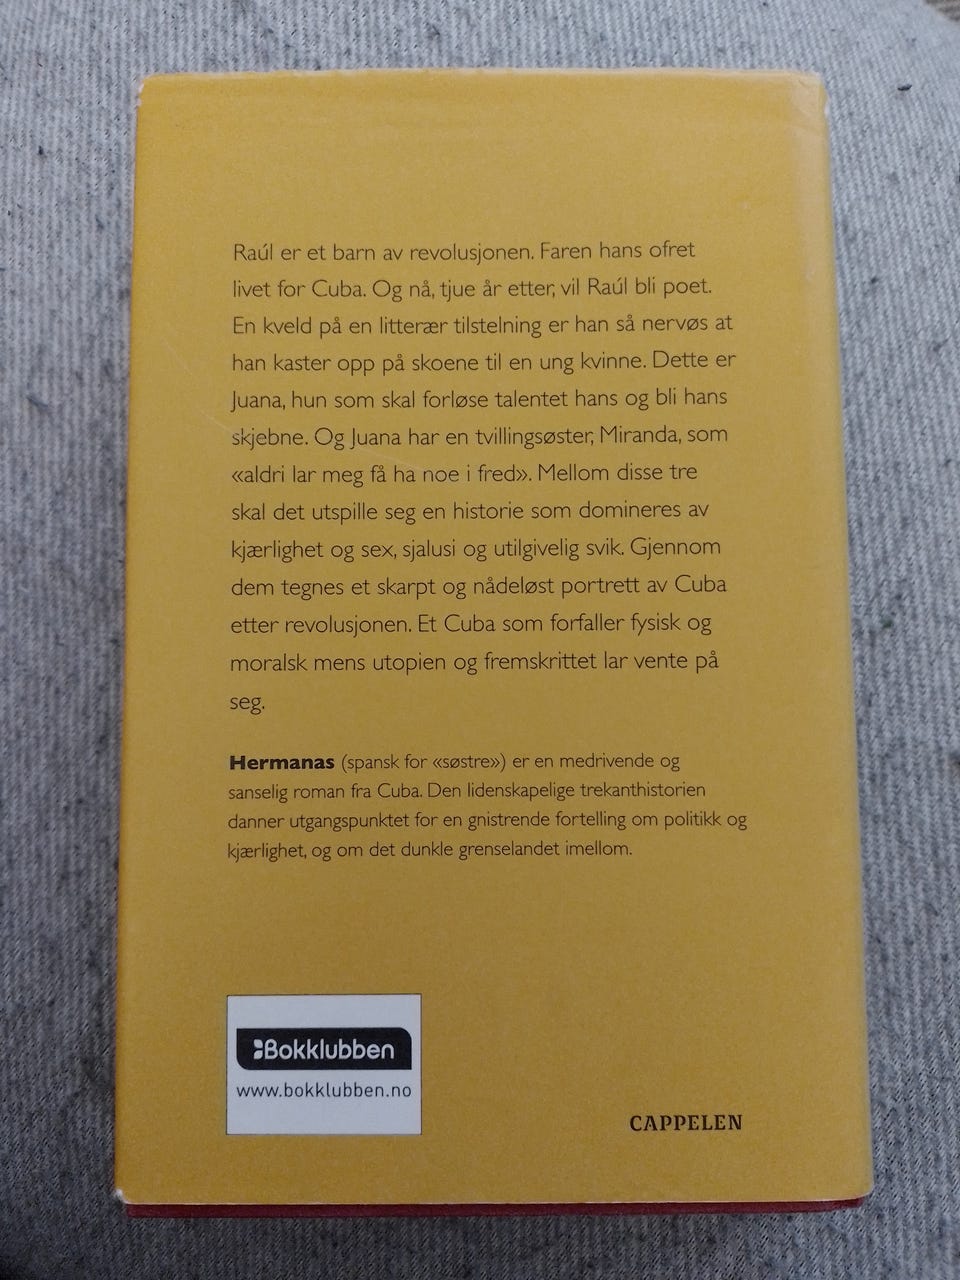 Raúl er et barn av revolusjonen. Faren hans ofret
livet for Cuba. Og nå, tjue år etter, vil Raúl bli poet.
En kveld på en litterær tilstelning er han så nervøs at
han kaster opp på skoene til en ung kvinne. Dette er
Juana, hun som skal forløse talentet hans og bli hans
skjebne. Og Juana har en tvillingsøster, Miranda, som
«aldri lar meg få ha noe i fred». Mellom disse tre
skal det utspille seg en historie som domineres av
kjærlighet og sex, sjalusi og utilgivelig svik. Gjennom
dem tegnes et skarpt og nådeløst portrett av Cuba
etter revolusjonen. Et Cuba som forfaller fysisk og
moralsk mens utopien og fremskrittet lar vente på
seg.
Hermanas (spansk for «søstre») er en medrivende og
sanselig roman fra Cuba. Den lidenskapelige trekanthistorien
danner utgangspunktet for en gnistrende fortelling om politikk og
kjærlighet, og om det dunkle grenselandet imellom.
Bokklubben
www.bokklubben.no
CAPPELEN